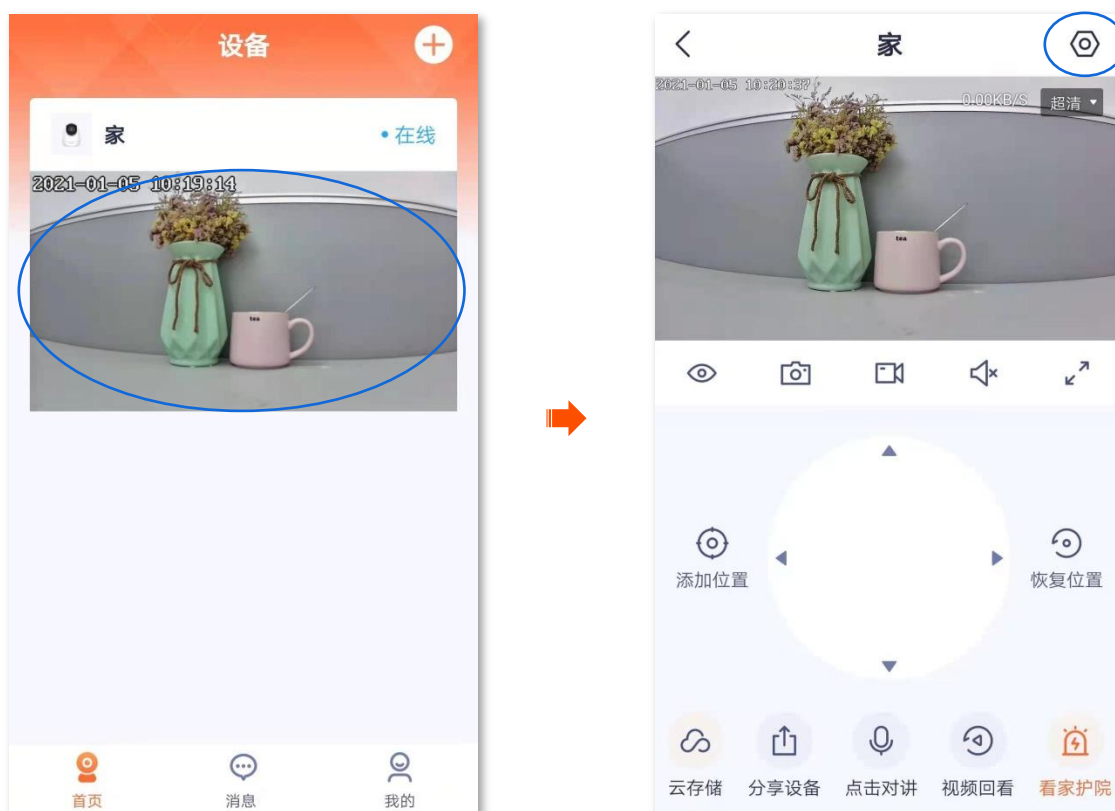 设备
家
在线
2021-01-05 10:19:14
tea
首页
消息
我的
家
2021-01-05 10:20:37
0.00KB/S
超清
tea
添加位置
恢复位置
云存储
分享设备
点击对讲
视频回看
看家护院